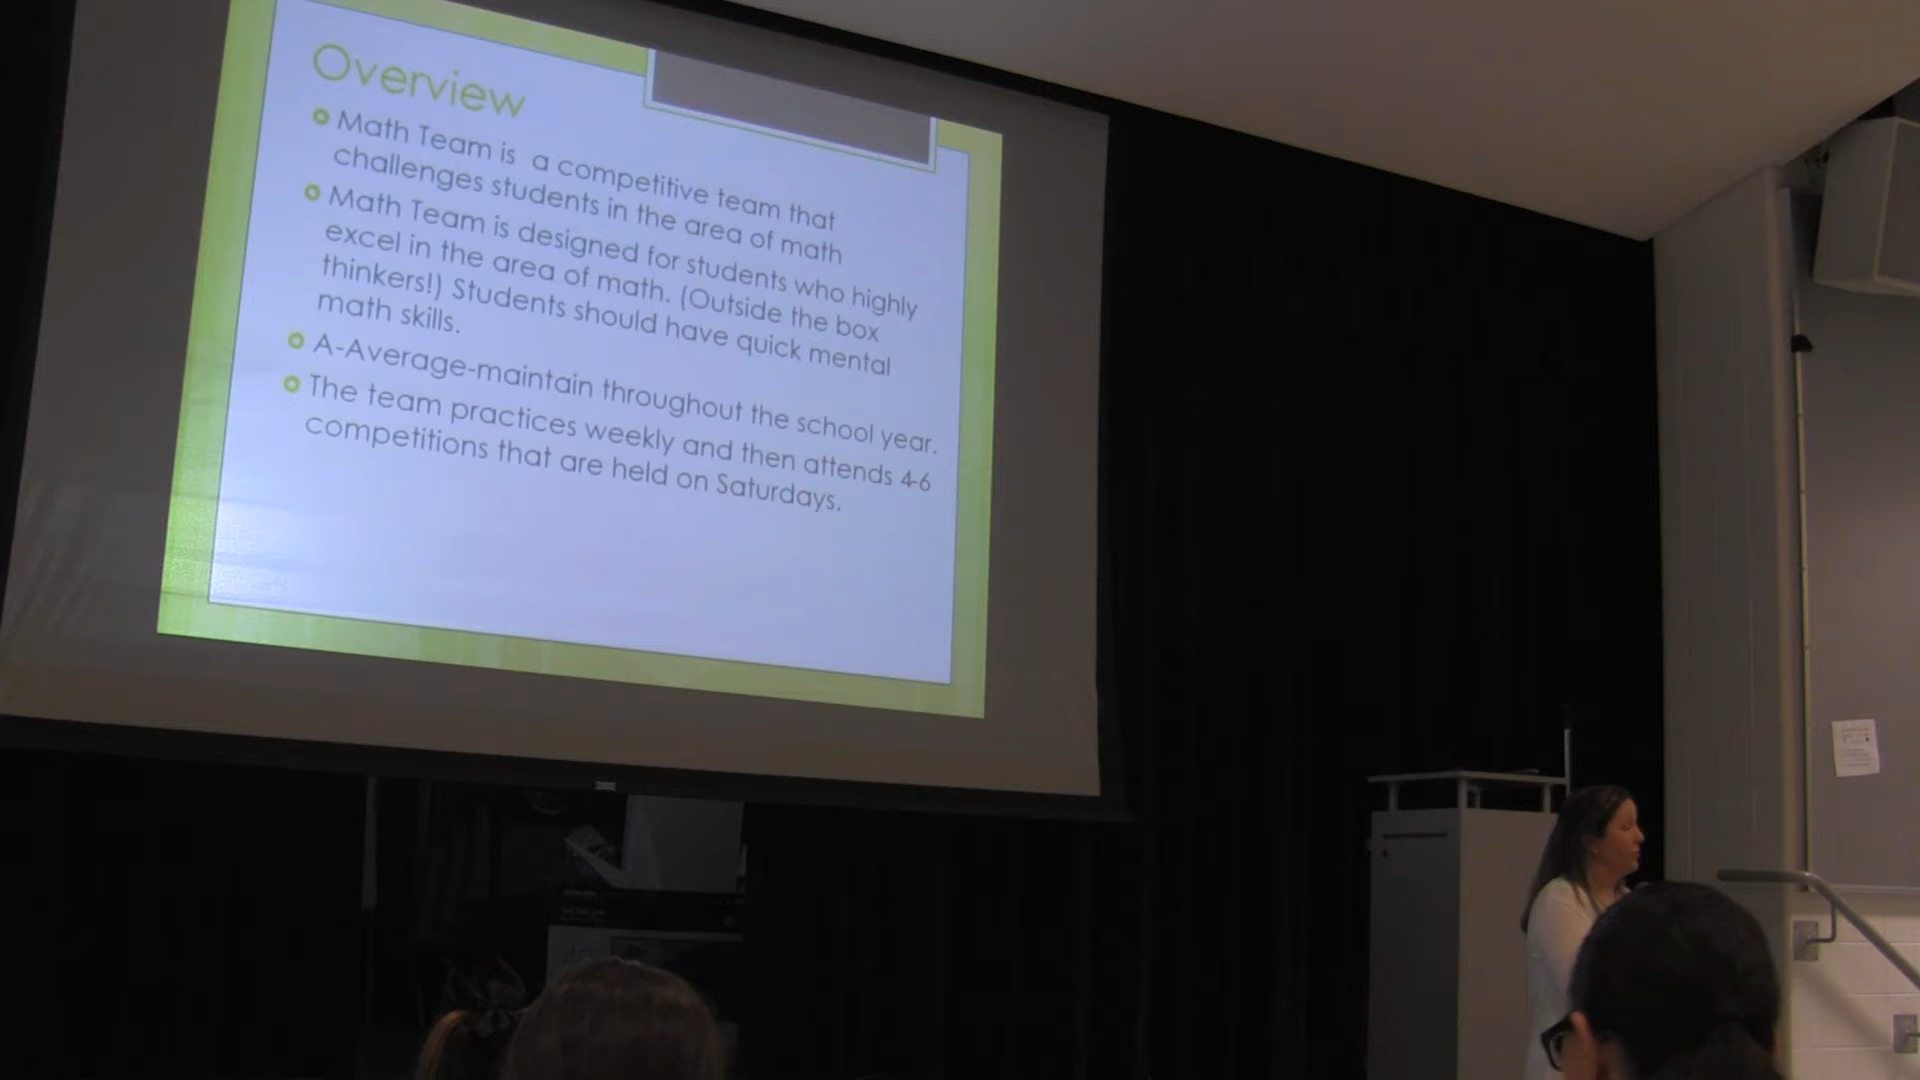 Overview
Math Team is a competitive team that
challenges students in the area of math
Math Team is designed for students who highly
excel in the area of math. (Outside the box
thinkers!) Students should have quick mental
math skills.
A-Average-maintain throughout the school year.
The team practices weekly and then attends 4-6
competitions that are held on Saturdays.